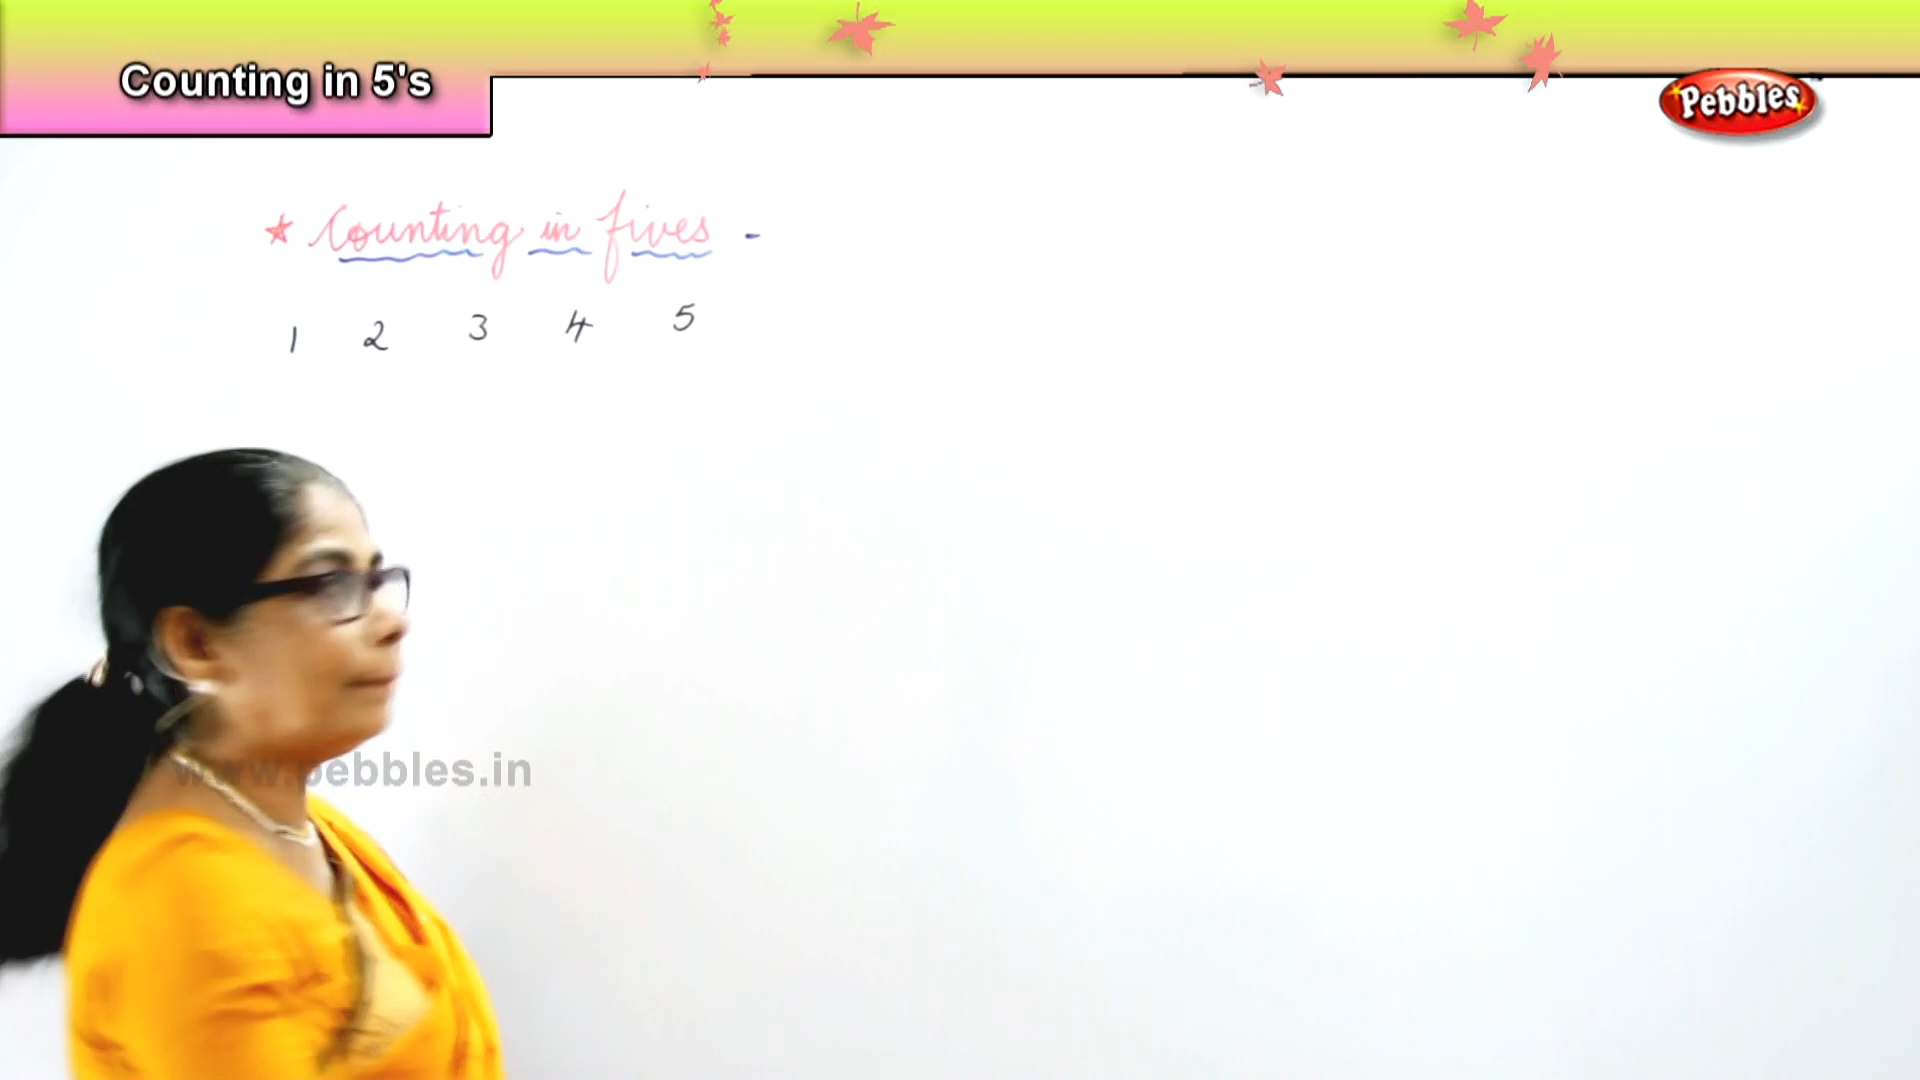 Counting in 5's
Pebbles
* Counting in fives -
1 2 3 4 5
www.pebbles.in